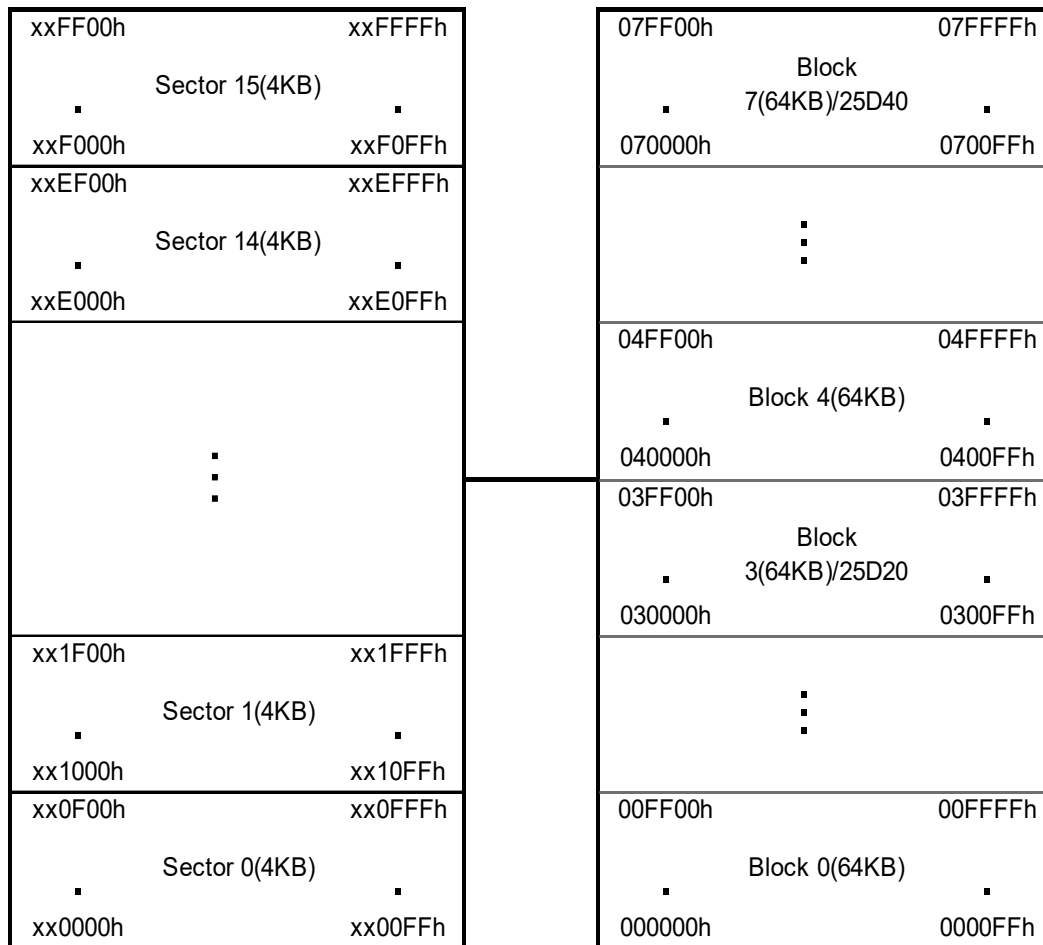 xxFF00h xxFFFFh
Sector 15(4KB)
xxF000h xxF0FFh
xxEF00h xxEFFFh
Sector 14(4KB)
xxE000h xxE0FFh
xx1F00h xx1FFFh
Sector 1(4KB)
xx1000h xx10FFh
xx0F00h xx0FFFh
Sector 0(4KB)
xx0000h xx00FFh
07FF00h 07FFFFh
Block
7(64KB)/25D40
070000h 0700FFh
04FF00h 04FFFFh
Block 4(64KB)
040000h 0400FFh
03FF00h 03FFFFh
Block
3(64KB)/25D20
030000h 0300FFh
00FF00h 00FFFFh
Block 0(64KB)
000000h 0000FFh